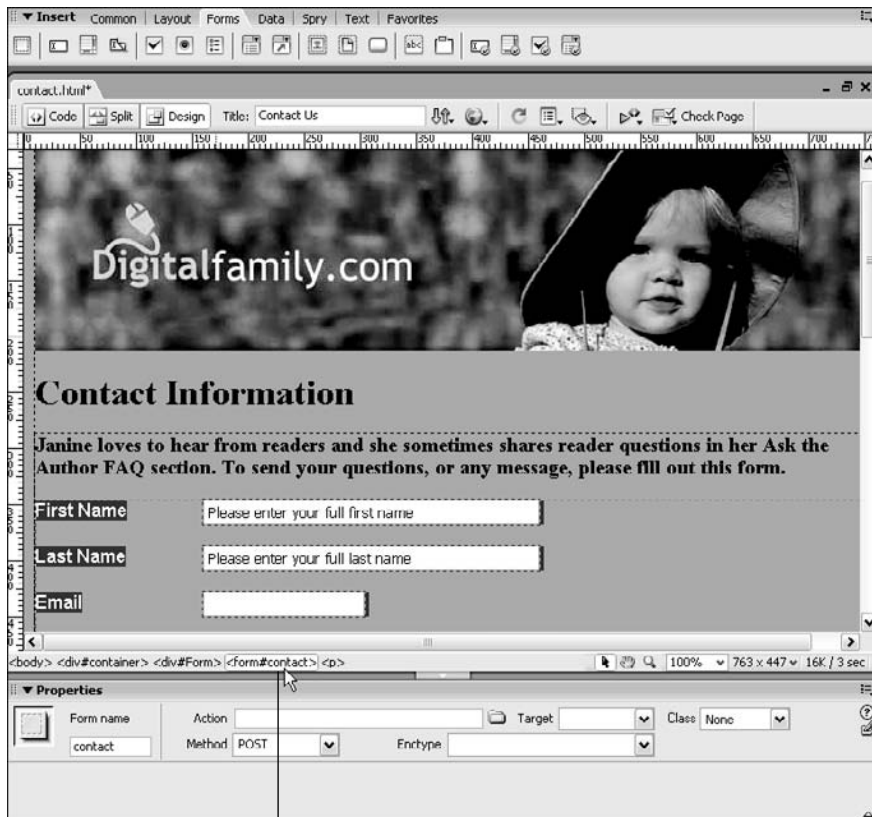 Insert Common Layout Forms Data Spry Text Favorites
abc
contact.html*
Code Split Design Title: Contact Us Check Page
0 50 100 150 200 250 300 350 400 450 500 550 600 650 700
Digitalfamily.com
Contact Information
Janine loves to hear from readers and she sometimes shares reader questions in her Ask the
Author FAQ section. To send your questions, or any message, please fill out this form.
First Name Please enter your full first name
Last Name Please enter your full last name
Email
<body> <div#container> <div#Form> <form#contact> <p> 100% 763 x 447 16K / 3 sec
Properties
Form name Action Target Class None
contact Method POST Enctype